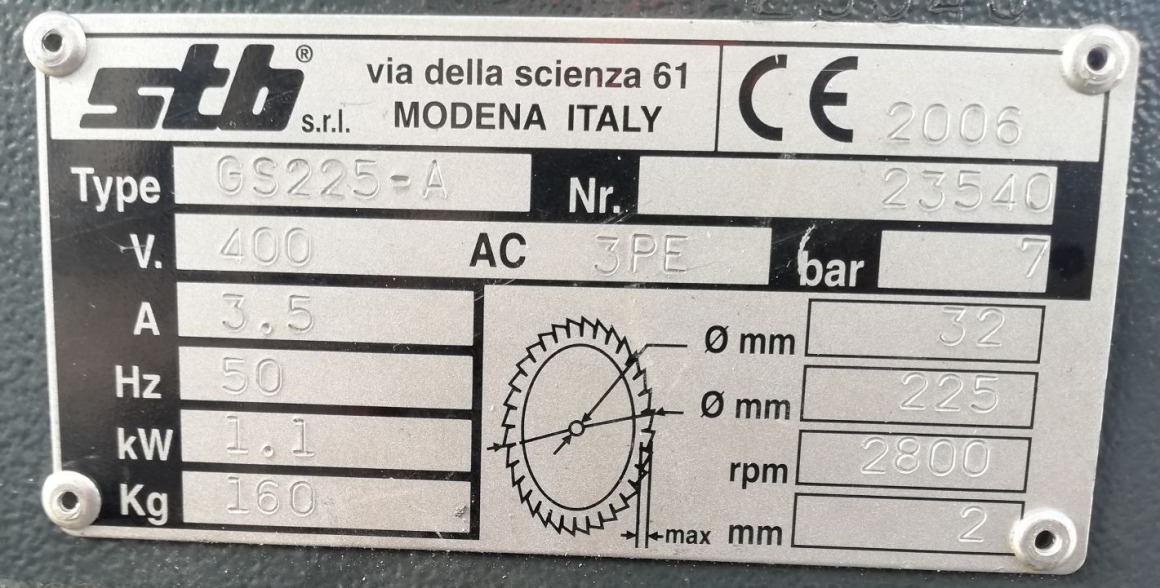 stb® s.r.l.
via della scienza 61
MODENA ITALY
CE 2006
Type GS225-A Nr. 23540
V. 400 AC 3PE bar 7
A 3.5
Hz 50
kW 1.1
Kg 160
Ø mm 32
Ø mm 225
rpm 2800
max mm 2